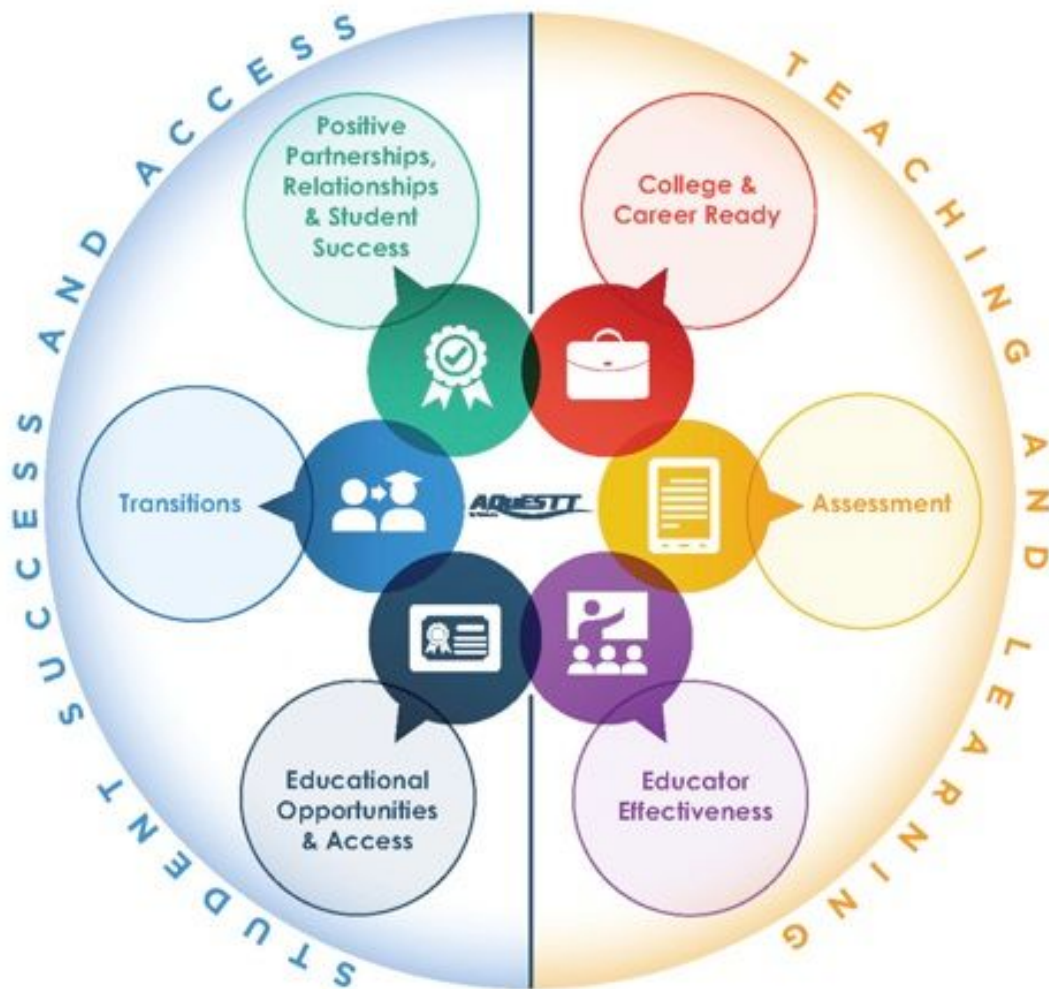 STUDENT SUCCESS AND ACCESS
TEACHING AND LEARNING
Positive
Partnerships,
Relationships
& Student
Success
College &
Career Ready
Transitions
AQuESTT
Assessment
Educational
Opportunities
& Access
Educator
Effectiveness